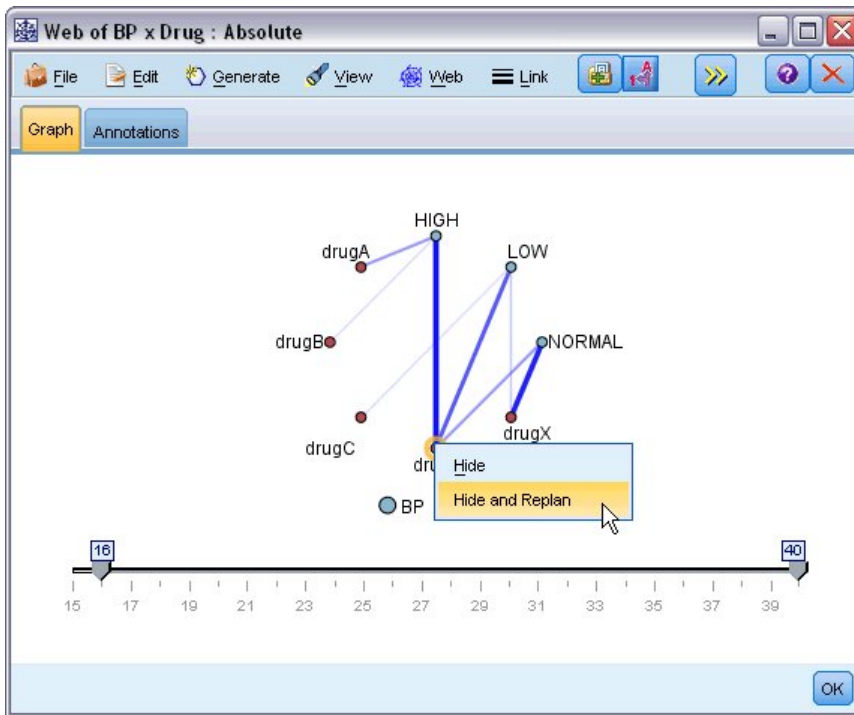 Web of BP x Drug : Absolute
File Edit Generate View Web Link
Graph Annotations
HIGH
drugA
LOW
drugB
NORMAL
drugC
drugX
Hide
Hide and Replan
BP
16 40
15 17 19 21 23 25 27 29 31 33 35 37 39
OK